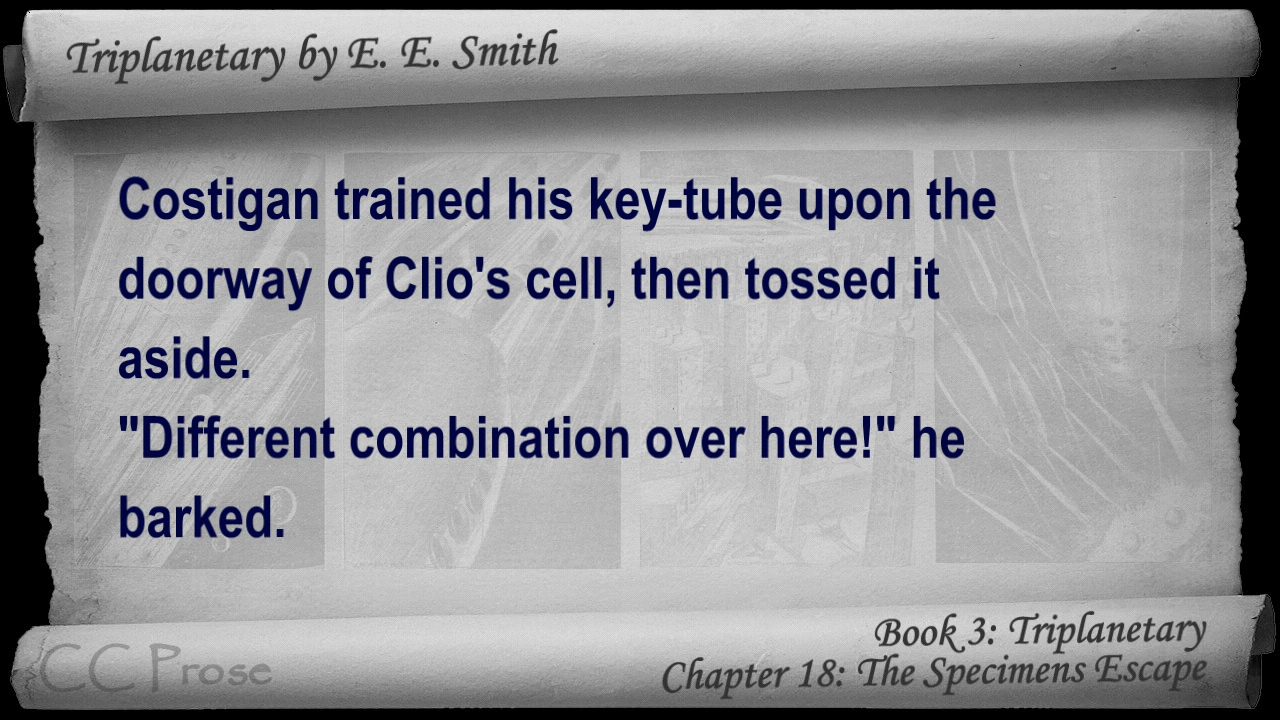 Triplanetary by E. E. Smith
Costigan trained his key-tube upon the
doorway of Clio's cell, then tossed it
aside.
"Different combination over here!" he
barked.
Book 3: Triplanetary
Chapter 18: The Specimens Escape
CC Prose